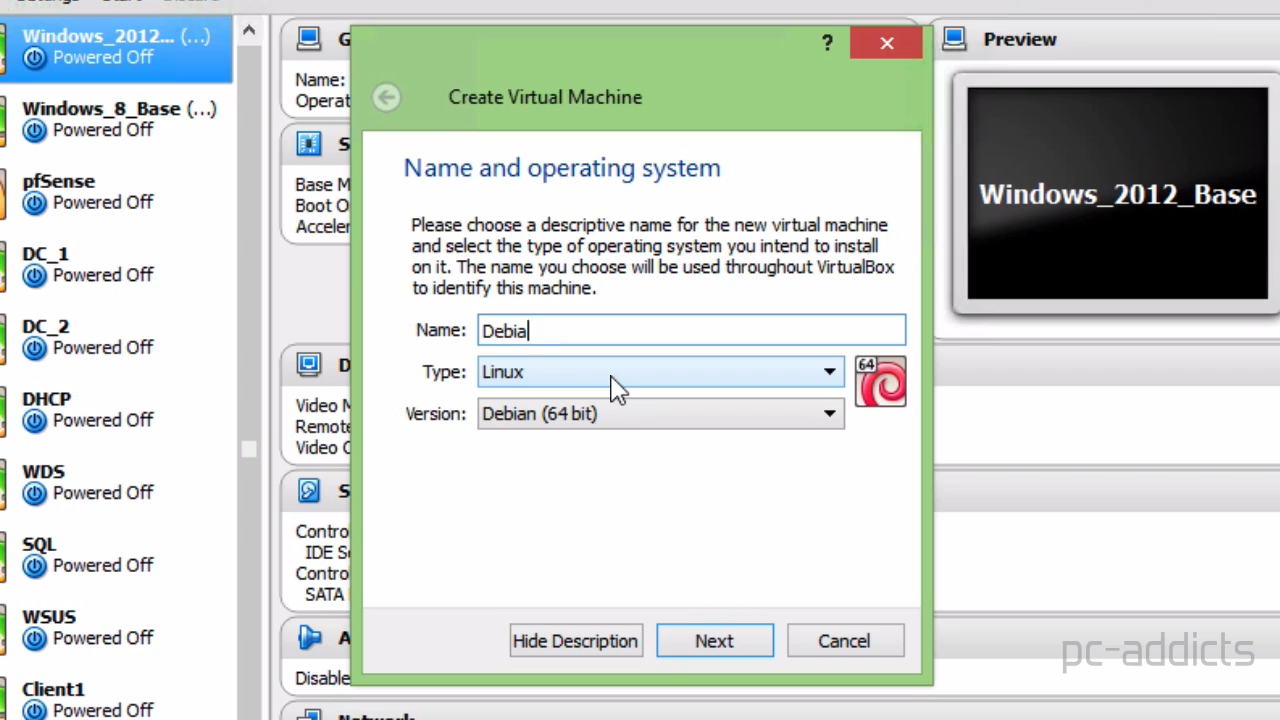 Windows_2012... (...)
Powered Off
Windows_8_Base (...)
Powered Off
pfSense
Powered Off
DC_1
Powered Off
DC_2
Powered Off
DHCP
Powered Off
WDS
Powered Off
SQL
Powered Off
WSUS
Powered Off
Client1
Powered Off
G
Name:
Operat
S
Base M
Boot O
Acceler
D
Video M
Remote
Video C
S
Contro
IDE Se
Contro
SATA
A
Disable
Network
?
Create Virtual Machine
Name and operating system
Please choose a descriptive name for the new virtual machine
and select the type of operating system you intend to install
on it. The name you choose will be used throughout VirtualBox
to identify this machine.
Name: Debia
Type: Linux
64
Version: Debian (64 bit)
Hide Description
Next
Cancel
Preview
Windows_2012_Base
pc-addicts